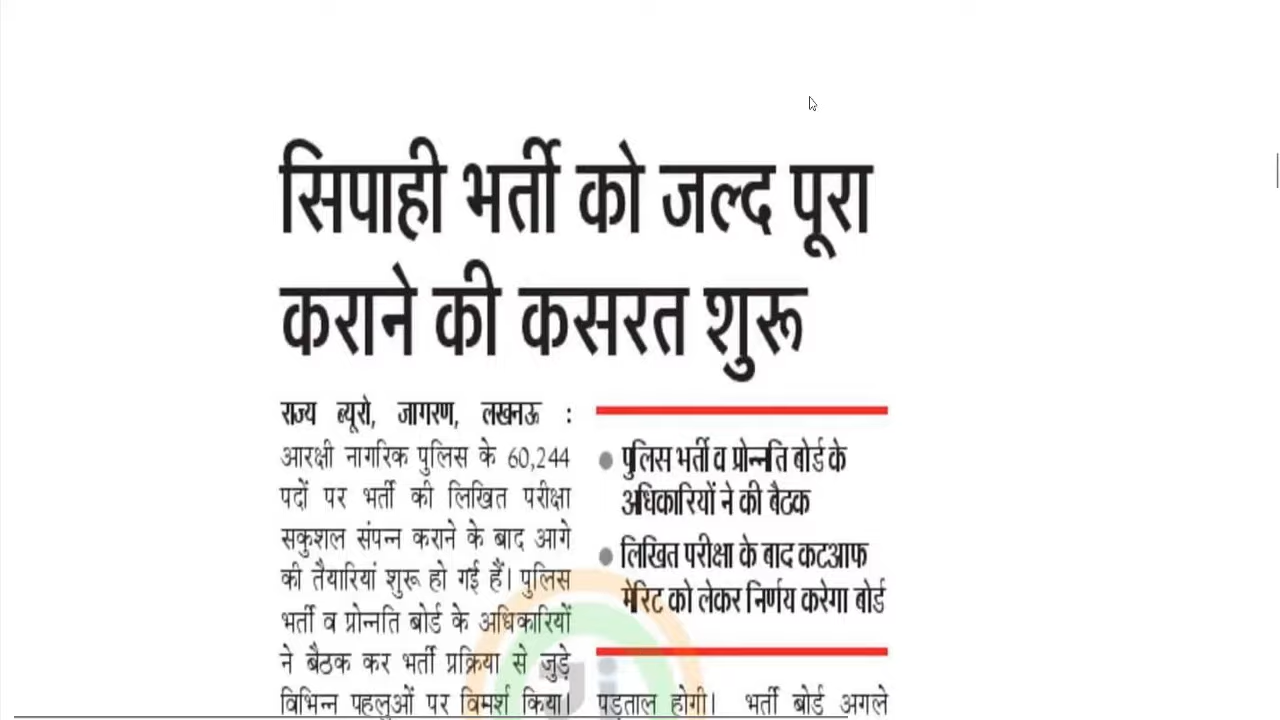 सिपाही भर्ती को जल्द पूरा
कराने की कसरत शुरू
राज्य ब्यूरो, जागरण, लखनऊ :
आरक्षी नागरिक पुलिस के 60,244
पदों पर भर्ती की लिखित परीक्षा
सकुशल संपन्न कराने के बाद आगे
की तैयारियां शुरू हो गई हैं। पुलिस
भर्ती व प्रोन्नति बोर्ड के अधिकारियों
ने बैठक कर भर्ती प्रक्रिया से जुड़े
विभिन्न पहलुओं पर विमर्श किया।
● पुलिस भर्ती व प्रोन्नति बोर्ड के
अधिकारियों ने की बैठक
● लिखित परीक्षा के बाद कटआफ
मेरिट को लेकर निर्णय करेगा बोर्ड
पड़ताल होगी। भर्ती बोर्ड अगले